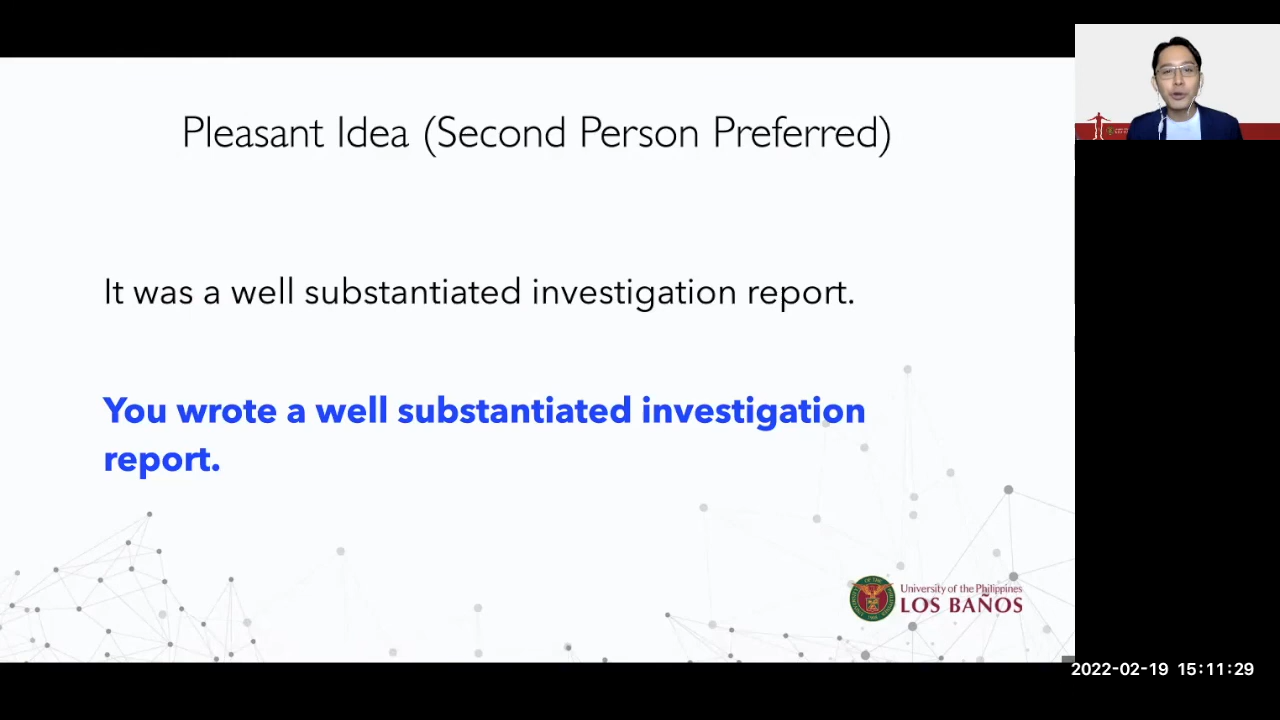 Pleasant Idea (Second Person Preferred)
It was a well substantiated investigation report.
You wrote a well substantiated investigation
report.
University of the Philippines
LOS BAÑOS
2022-02-19 15:11:29